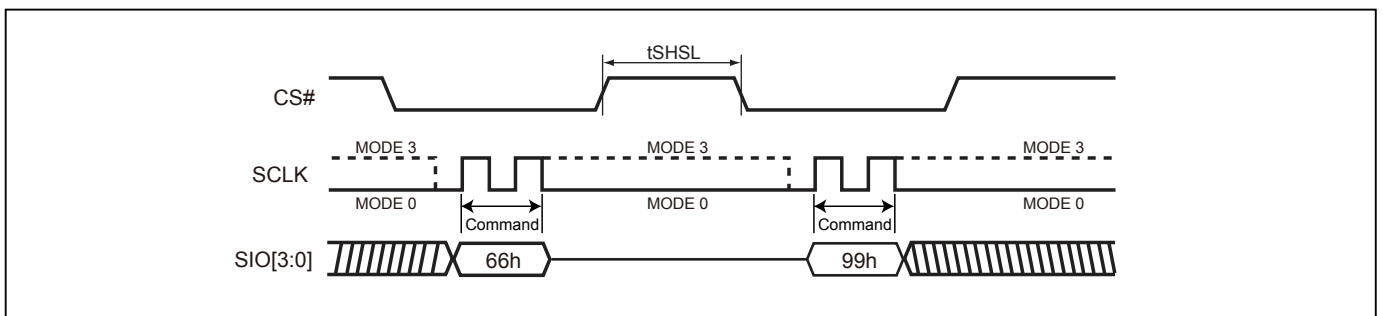 tSHSL
CS#
MODE 3 MODE 3 MODE 3
SCLK
MODE 0 MODE 0 MODE 0
Command Command
SIO[3:0] 66h 99h